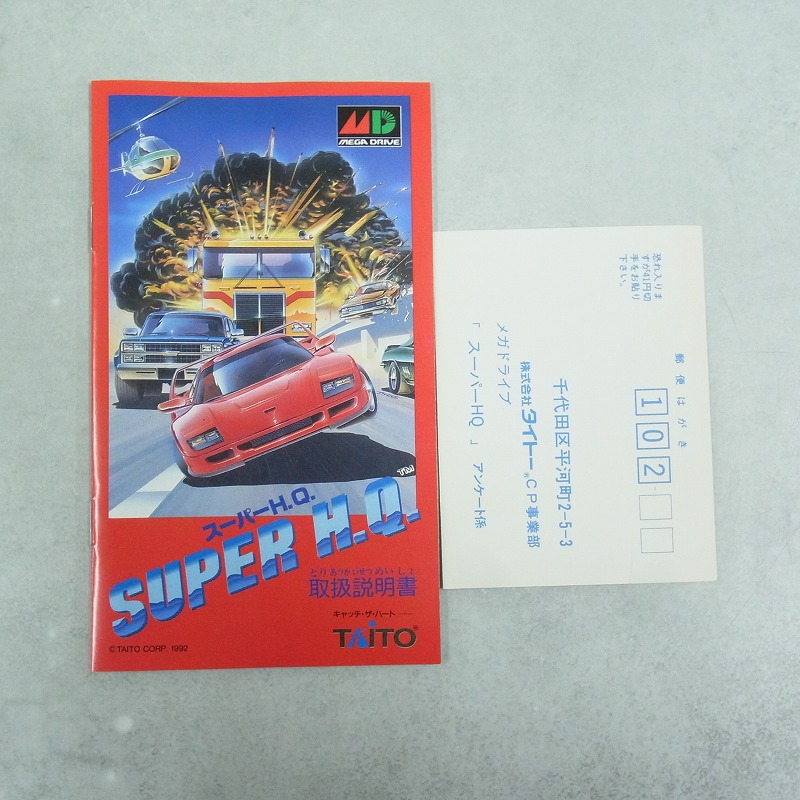 MD
MEGA DRIVE
スーパーH.Q.
SUPER H.Q.
とりあつかいせつめいしょ
取扱説明書
キャッチ・ザ・ハート
TAITO®
© TAITO CORP. 1992
恐れ入りま
すが41円切
手をお貼り
下さい。
郵便はがき
102
千代田区平河町2-5-3
株式会社タイトー®CP事業部
メガドライブ
「スーパーHQ」アンケート係